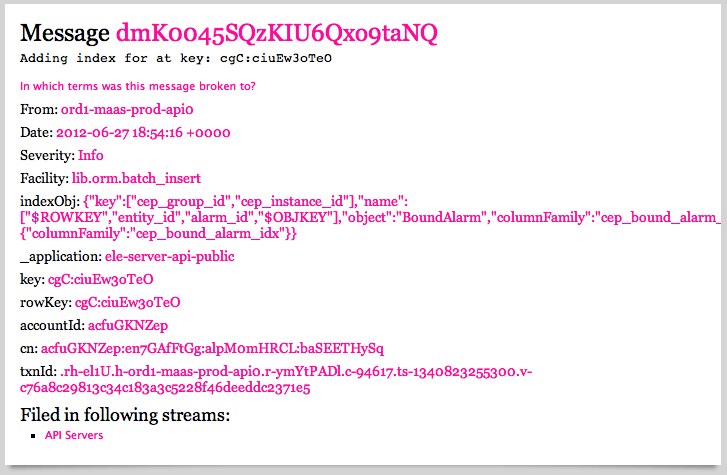 Message dmK0045SQzKIU6Qxo9taNQ
Adding index for at key: cgC:ciuEw3oTeO
In which terms was this message broken to?
From: ord1-maas-prod-api0
Date: 2012-06-27 18:54:16 +0000
Severity: Info
Facility: lib.orm.batch_insert
indexObj: {"key":["cep_group_id","cep_instance_id"],"name":
["$ROWKEY","entity_id","alarm_id","$OBJKEY"],"object":"BoundAlarm","columnFamily":"cep_bound_alarm_
{"columnFamily":"cep_bound_alarm_idx"}}
_application: ele-server-api-public
key: cgC:ciuEw3oTeO
rowKey: cgC:ciuEw3oTeO
accountId: acfuGKNZep
cn: acfuGKNZep:en7GAfFtGg:alpM0mHRCL:baSEETHySq
txnId: .rh-el1U.h-ord1-maas-prod-api0.r-ymYtPADl.c-94617.ts-1340823255300.v-
c76a8c29813c34c183a3c5228f46deeddc2371e5
Filed in following streams:
API Servers